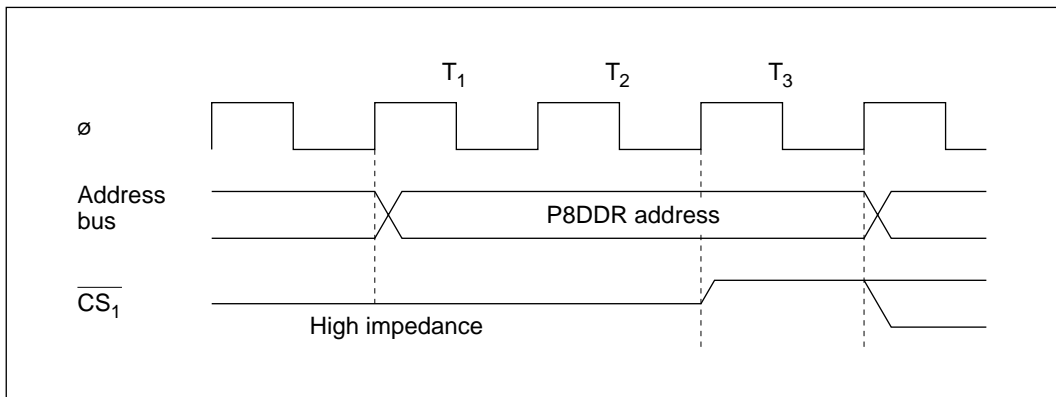 T1 T2 T3
ø
Address
bus
P8DDR address
CS1
High impedance